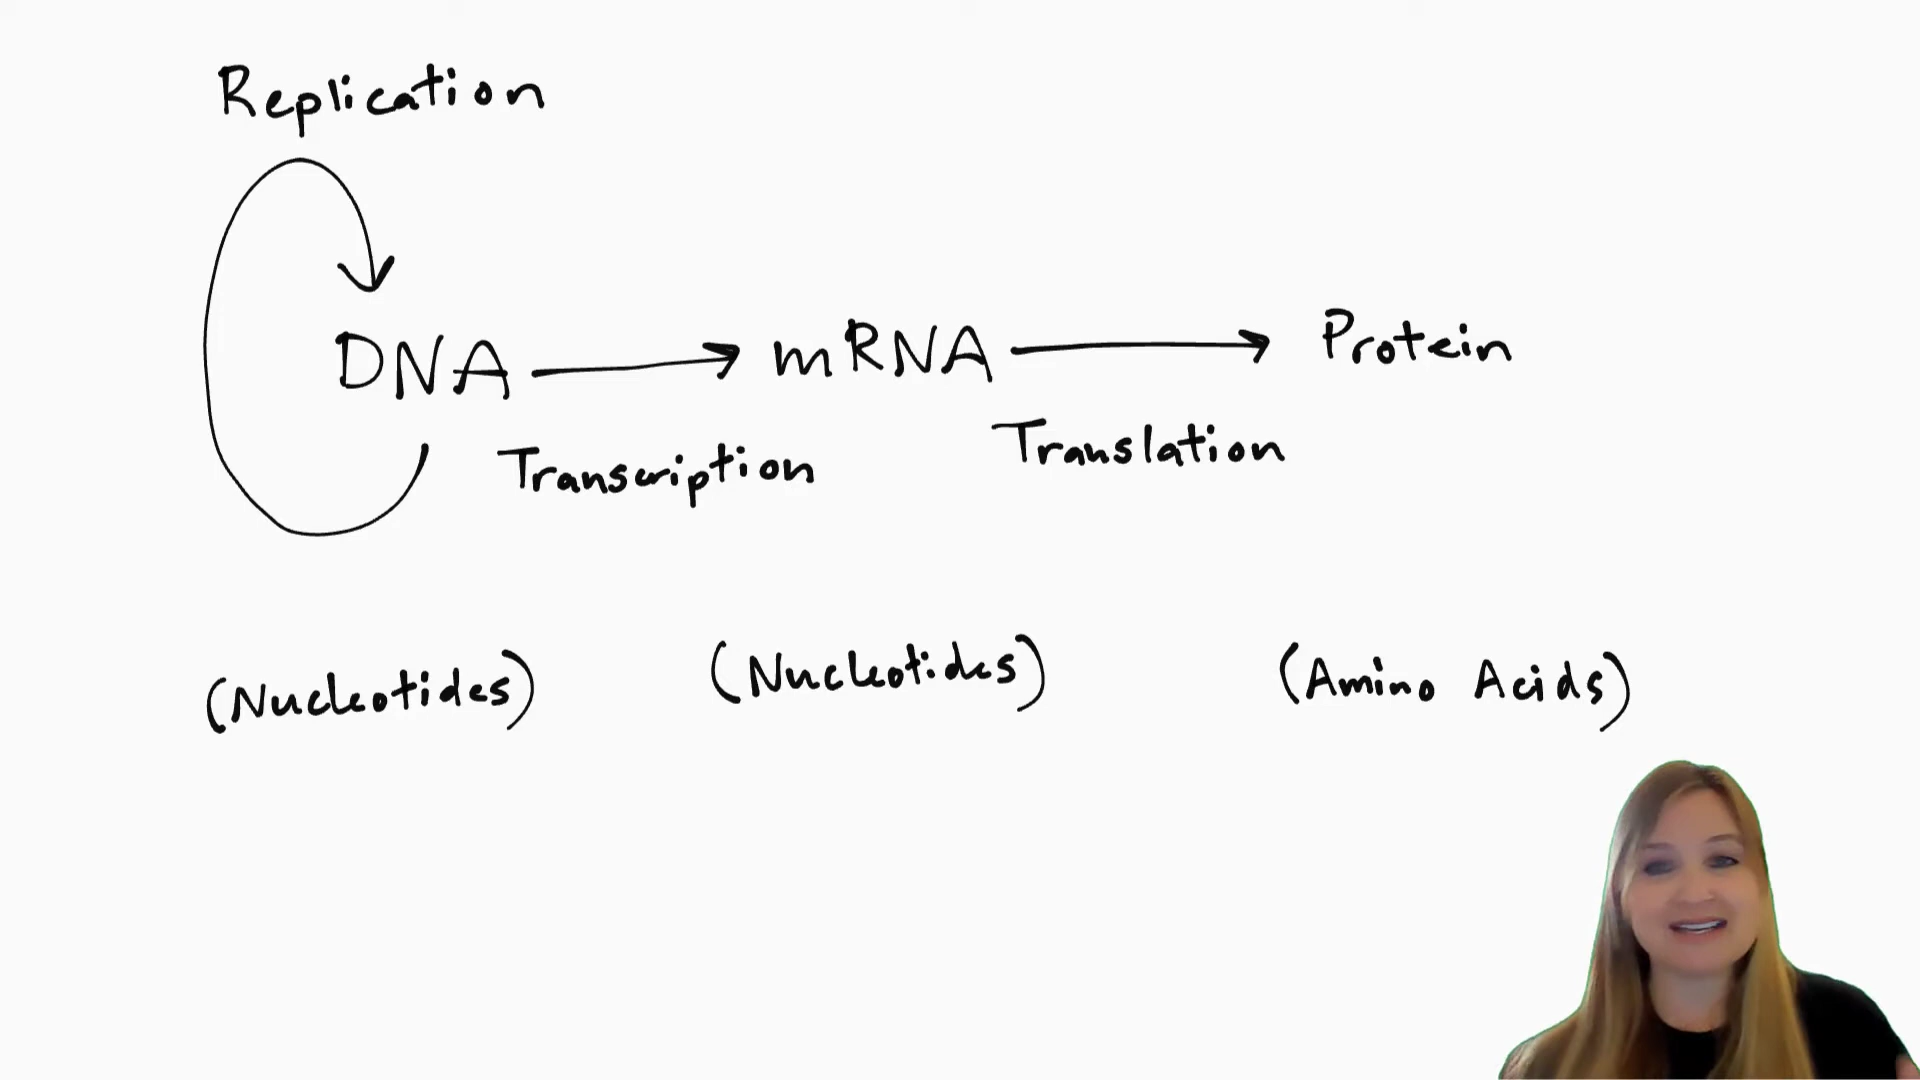 Replication
DNA → mRNA → Protein
Transcription
Translation
(Nucleotides) (Nucleotides) (Amino Acids)